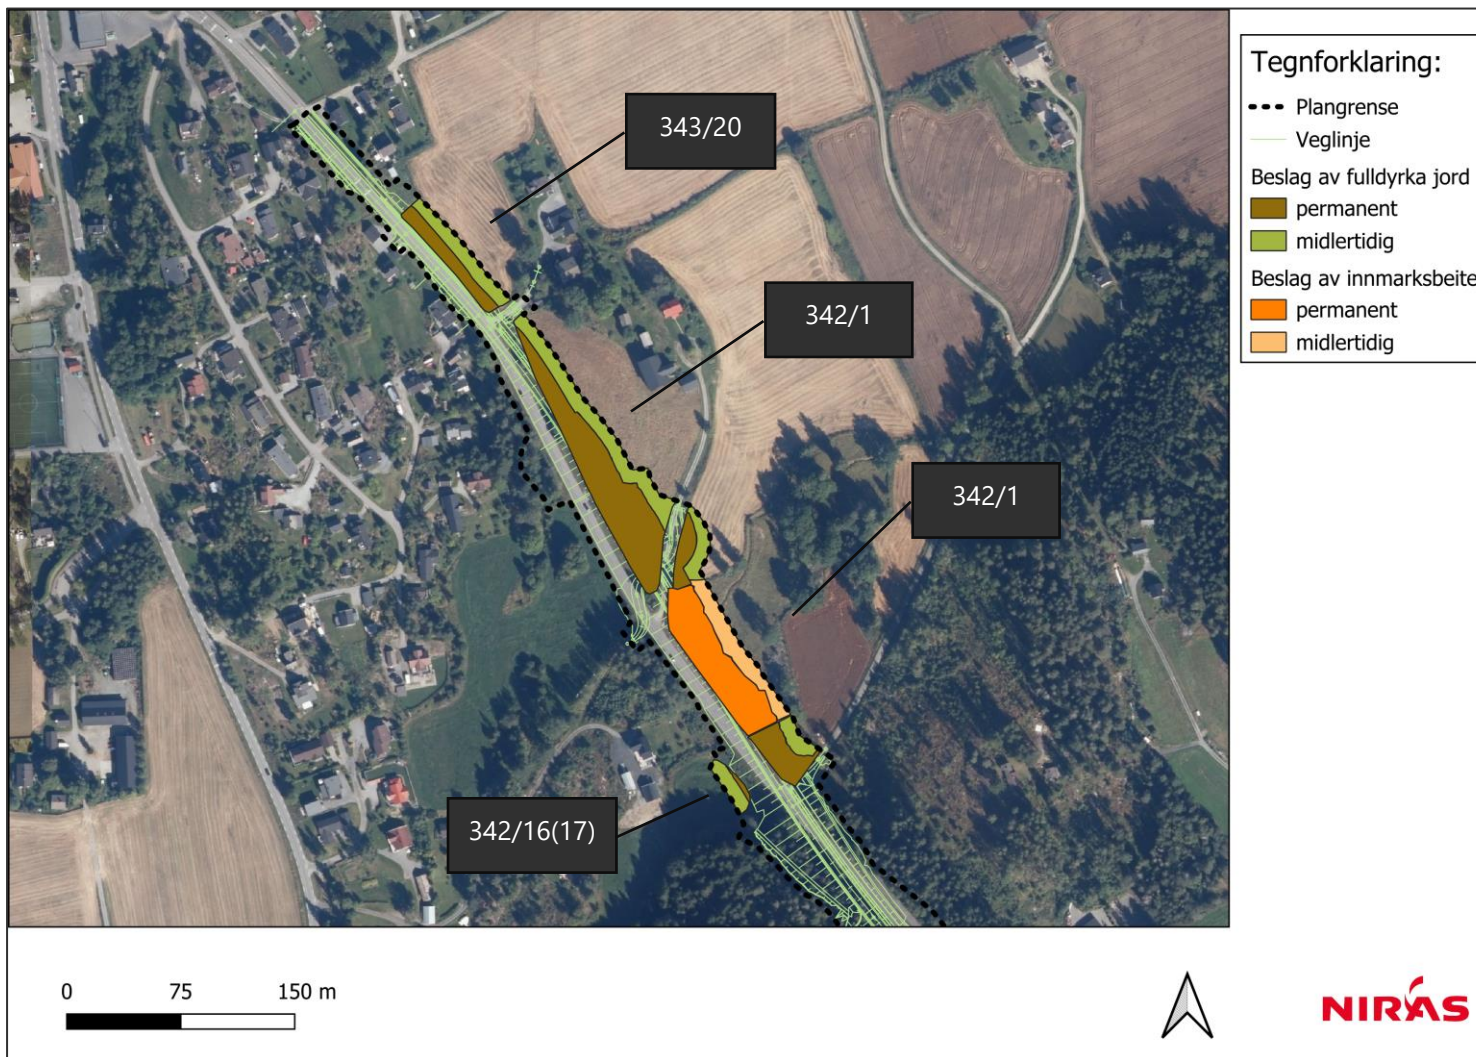 343/20
342/1
342/1
342/16(17)
Tegnforklaring:
Plangrense
Veglinje
Beslag av fulldyrka jord
permanent
midlertidig
Beslag av innmarksbeite
permanent
midlertidig
0 75 150 m
NIRAS